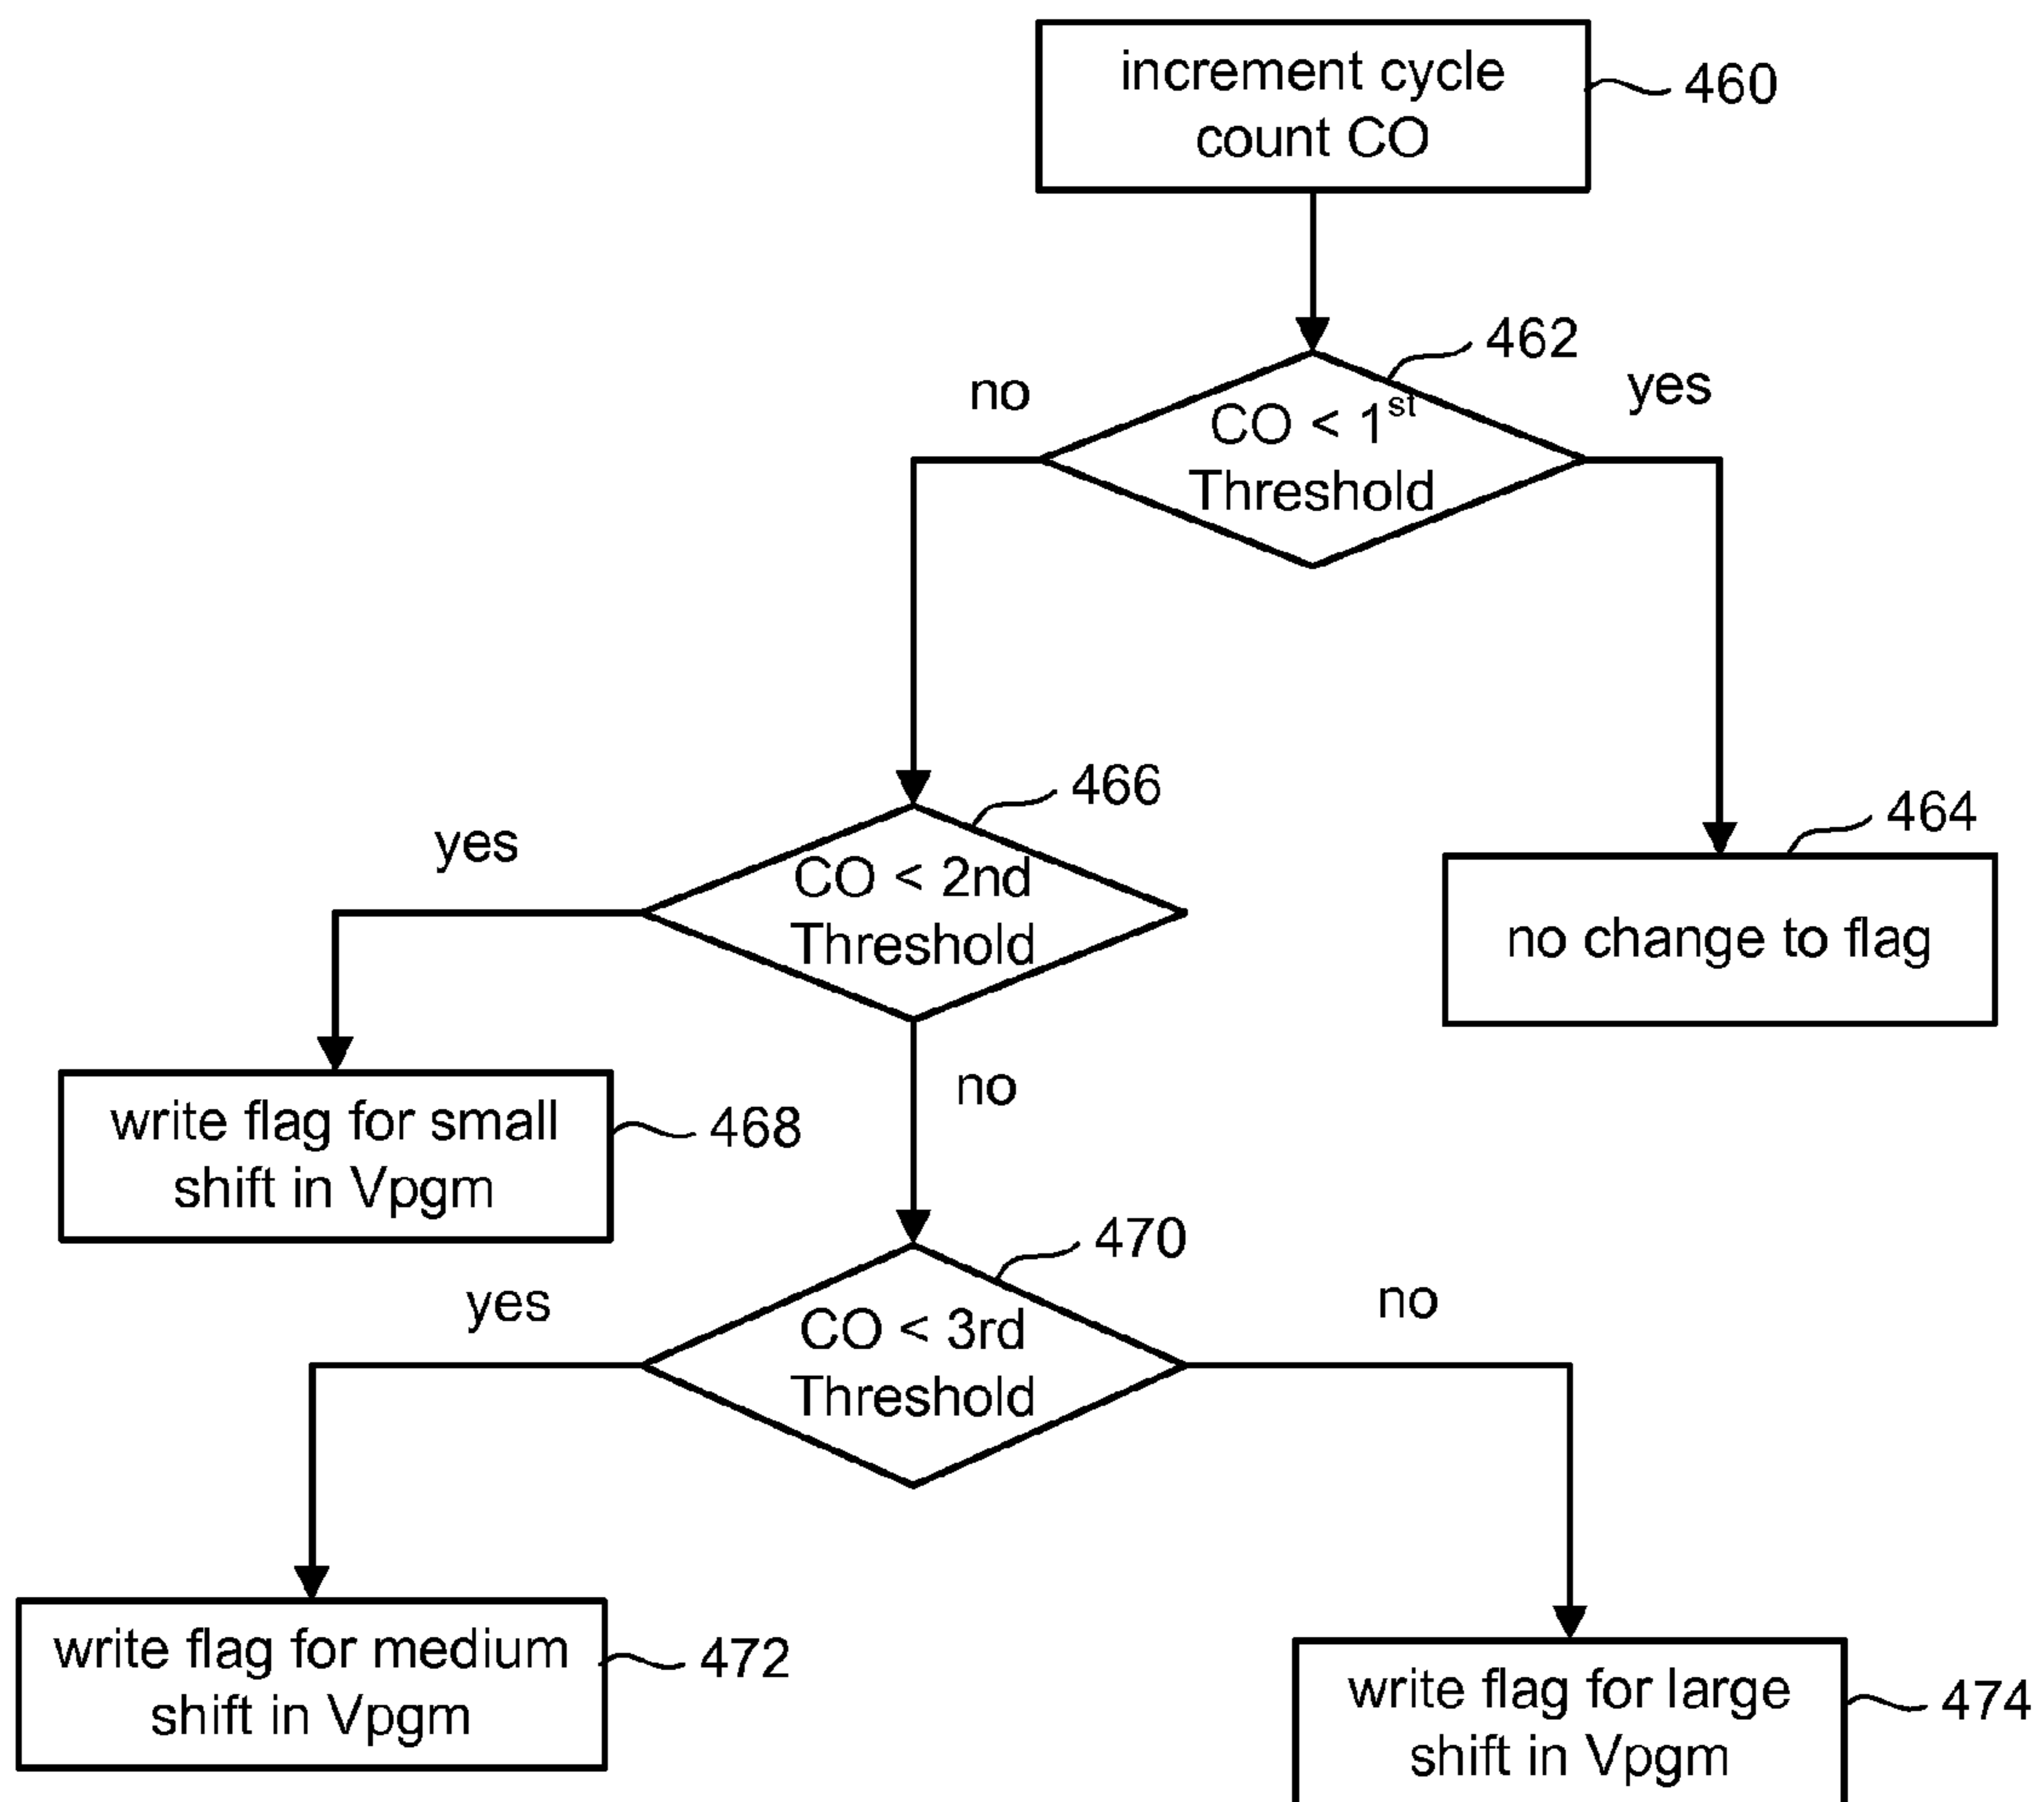 increment cycle
count CO
460
462
no
yes
CO < 1st
Threshold
466
464
yes
CO < 2nd
Threshold
no change to flag
no
write flag for small
shift in Vpgm
468
470
yes
no
CO < 3rd
Threshold
write flag for medium
shift in Vpgm
472
write flag for large
shift in Vpgm
474